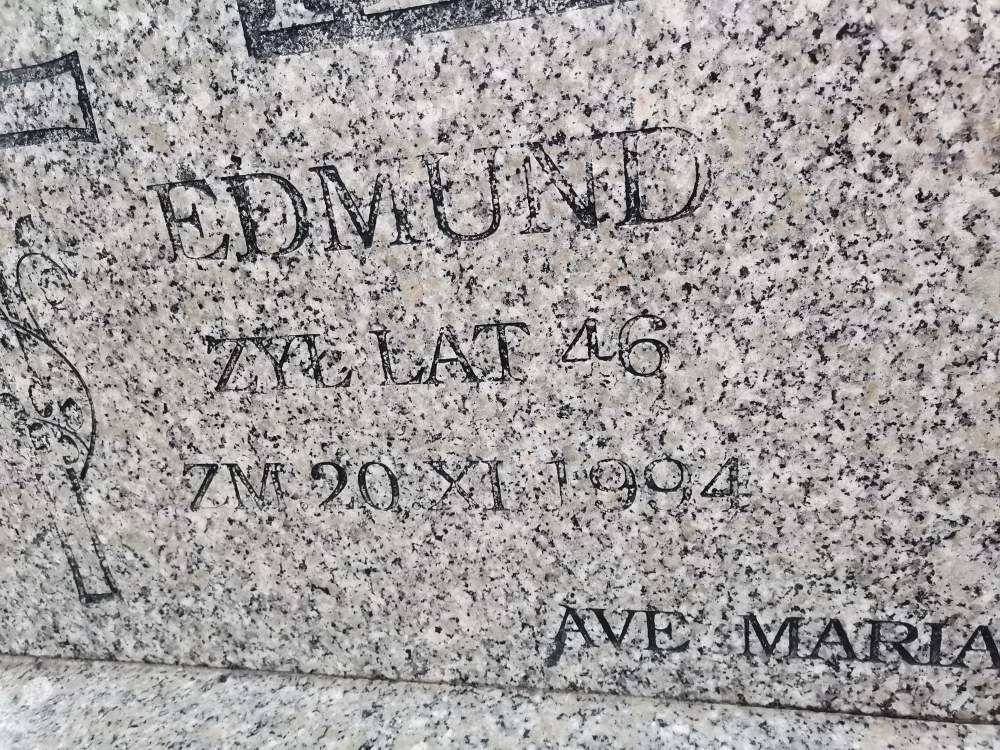 EDMUND
ŻYŁ LAT 46
ZM. 20 XI 1994
AVE MARIA